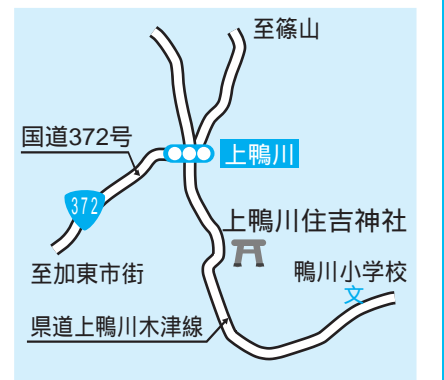 至篠山
国道372号
上鴨川
372
上鴨川住吉神社
至加東市街
鴨川小学校
文
県道上鴨川木津線